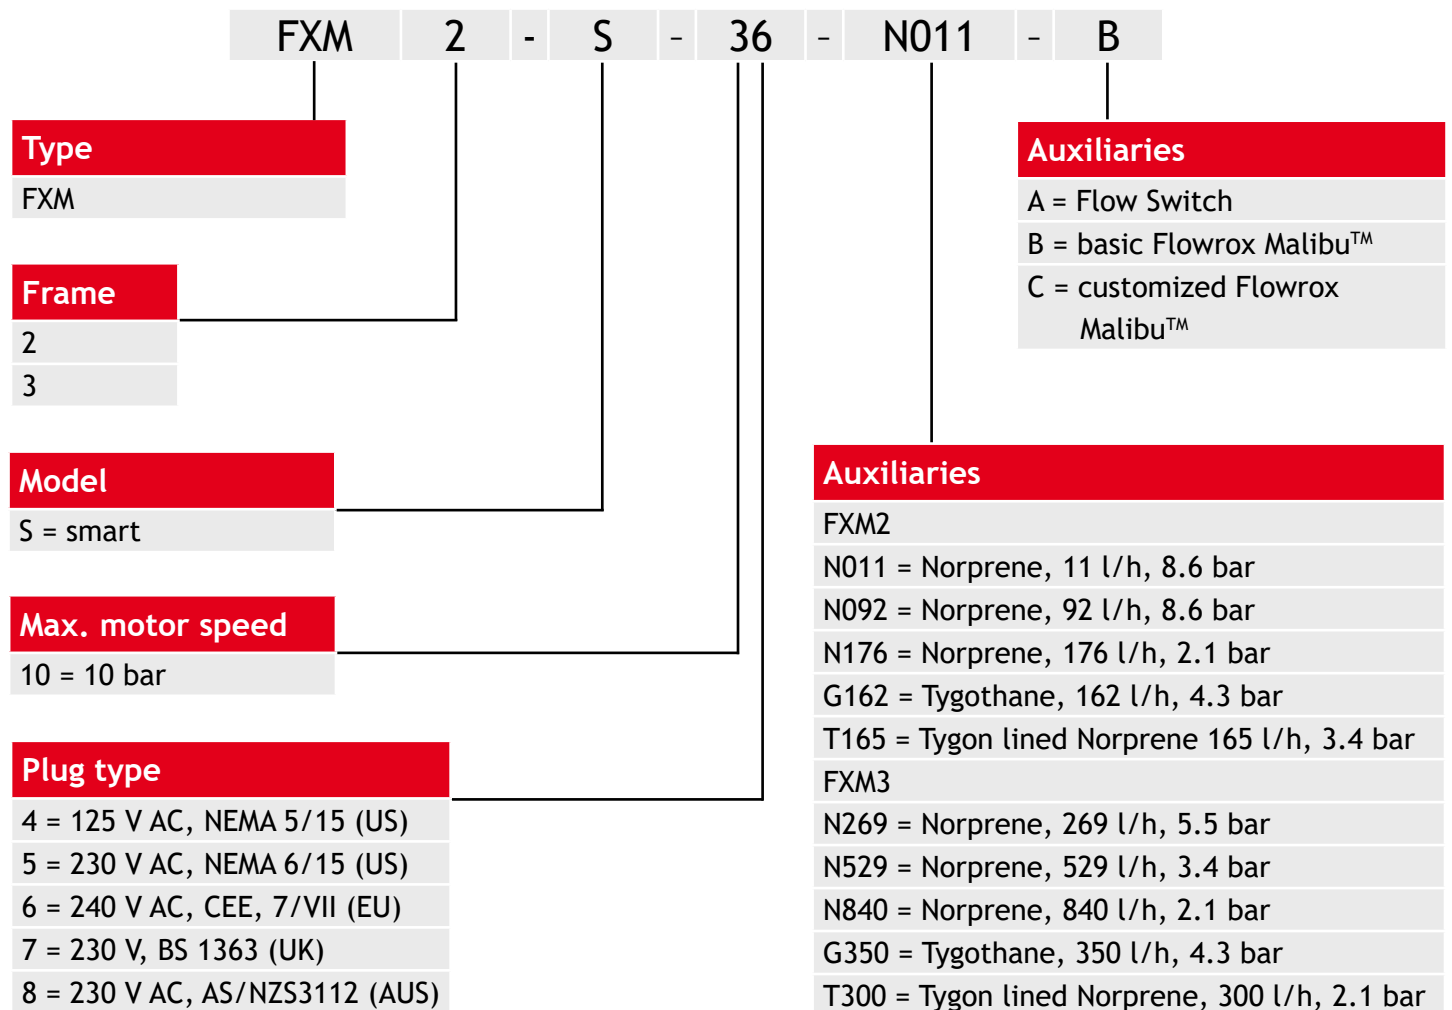 FXM 2 - S - 36 - N011 - B
Type
FXM
Frame
2
3
Model
S = smart
Max. motor speed
10 = 10 bar
Plug type
4 = 125 V AC, NEMA 5/15 (US)
5 = 230 V AC, NEMA 6/15 (US)
6 = 240 V AC, CEE, 7/VII (EU)
7 = 230 V, BS 1363 (UK)
8 = 230 V AC, AS/NZS3112 (AUS)
Auxiliaries
A = Flow Switch
B = basic Flowrox Malibu™
C = customized Flowrox
Malibu™
Auxiliaries
FXM2
N011 = Norprene, 11 l/h, 8.6 bar
N092 = Norprene, 92 l/h, 8.6 bar
N176 = Norprene, 176 l/h, 2.1 bar
G162 = Tygothane, 162 l/h, 4.3 bar
T165 = Tygon lined Norprene 165 l/h, 3.4 bar
FXM3
N269 = Norprene, 269 l/h, 5.5 bar
N529 = Norprene, 529 l/h, 3.4 bar
N840 = Norprene, 840 l/h, 2.1 bar
G350 = Tygothane, 350 l/h, 4.3 bar
T300 = Tygon lined Norprene, 300 l/h, 2.1 bar